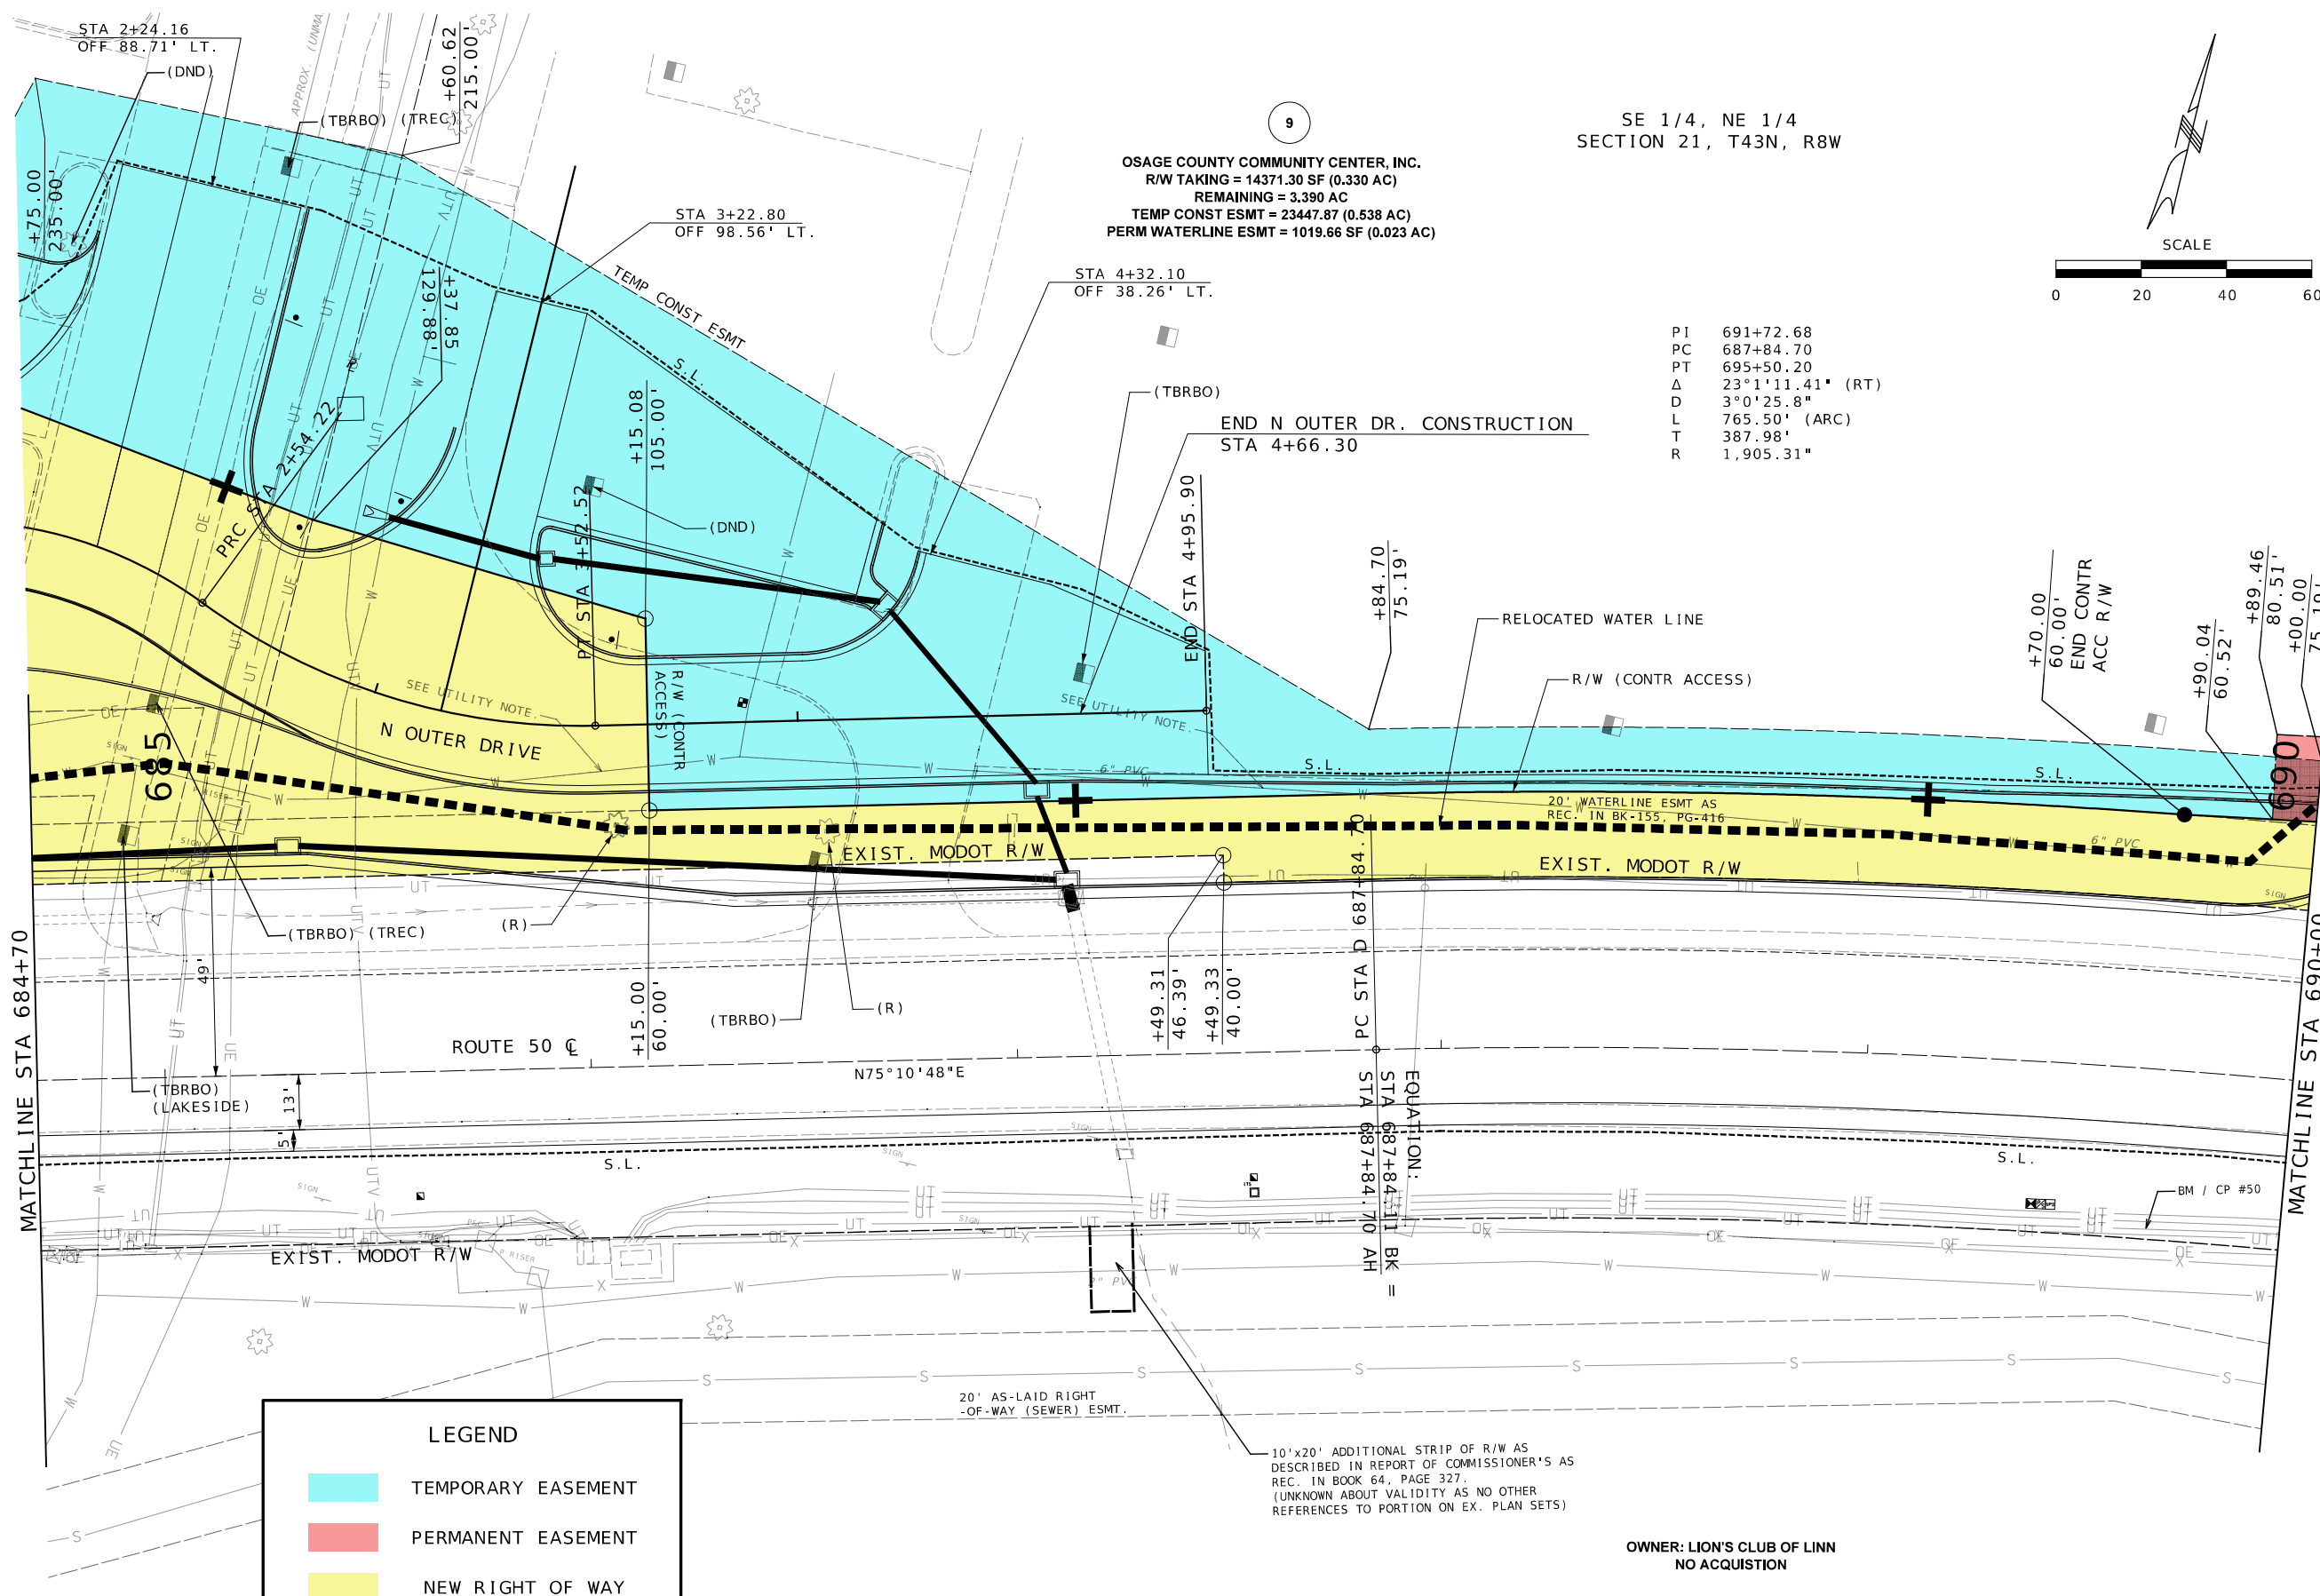 STA 2+24.16
OFF 88.71' LT.
(DND)
APPROX. (UNMA
+60.62
215.00'
(TBRBO) (TREC)
+75.00
235.00'
STA 3+22.80
OFF 98.56' LT.
TEMP CONST ESMT
9
OSAGE COUNTY COMMUNITY CENTER, INC.
R/W TAKING = 14371.30 SF (0.330 AC)
REMAINING = 3.390 AC
TEMP CONST ESMT = 23447.87 (0.538 AC)
PERM WATERLINE ESMT = 1019.66 SF (0.023 AC)
SE 1/4, NE 1/4
SECTION 21, T43N, R8W
SCALE
0 20 40 60
STA 4+32.10
OFF 38.26' LT.
PI 691+72.68
PC 687+84.70
PT 695+50.20
Δ 23°1'11.41" (RT)
D 3°0'25.8"
L 765.50' (ARC)
T 387.98'
R 1,905.31"
+37.85
129.88'
S.L.
+15.08
105.00'
(TBRBO)
END N OUTER DR. CONSTRUCTION
STA 4+66.30
PRC STA 2+54.22
PT STA 3+52.52
(DND)
END STA 4+95.90
+84.70
75.19'
RELOCATED WATER LINE
R/W (CONTR ACCESS)
+70.00
60.00'
END CONTR
ACC R/W
+90.04
60.52'
+89.46
80.51'
+00.00
75.19'
R/W (CONTR
ACCESS)
SEE UTILITY NOTE.
SEE UTILITY NOTE.
N OUTER DRIVE
685
690
6" PVC
S.L.
S.L.
20' WATERLINE ESMT AS
REC. IN BK-155, PG-416
6" PVC
EXIST. MODOT R/W
EXIST. MODOT R/W
SIGN
P RISER
SIGN
SIGN
SIGN
(TBRBO) (TREC)
(R)
(TBRBO)
(R)
49'
+15.00
60.00'
+49.31
46.39'
+49.33
40.00'
PC STA D 687+84.70
MATCHLINE STA 684+70
MATCHLINE STA 690+00
ROUTE 50 ℄
N75°10'48"E
(TBRBO)
(LAKESIDE)
13'
5'
EQUATION:
STA 687+84.11 BK =
STA 687+84.70 AH
S.L.
S.L.
SIGN
SIGN
SIGN
SIGN
BM / CP #50
EXIST. MODOT R/W
P RISER
20' AS-LAID RIGHT
-OF-WAY (SEWER) ESMT.
10'x20' ADDITIONAL STRIP OF R/W AS
DESCRIBED IN REPORT OF COMMISSIONER'S AS
REC. IN BOOK 64, PAGE 327.
(UNKNOWN ABOUT VALIDITY AS NO OTHER
REFERENCES TO PORTION ON EX. PLAN SETS)
OWNER: LION'S CLUB OF LINN
NO ACQUISTION
LEGEND
TEMPORARY EASEMENT
PERMANENT EASEMENT
NEW RIGHT OF WAY